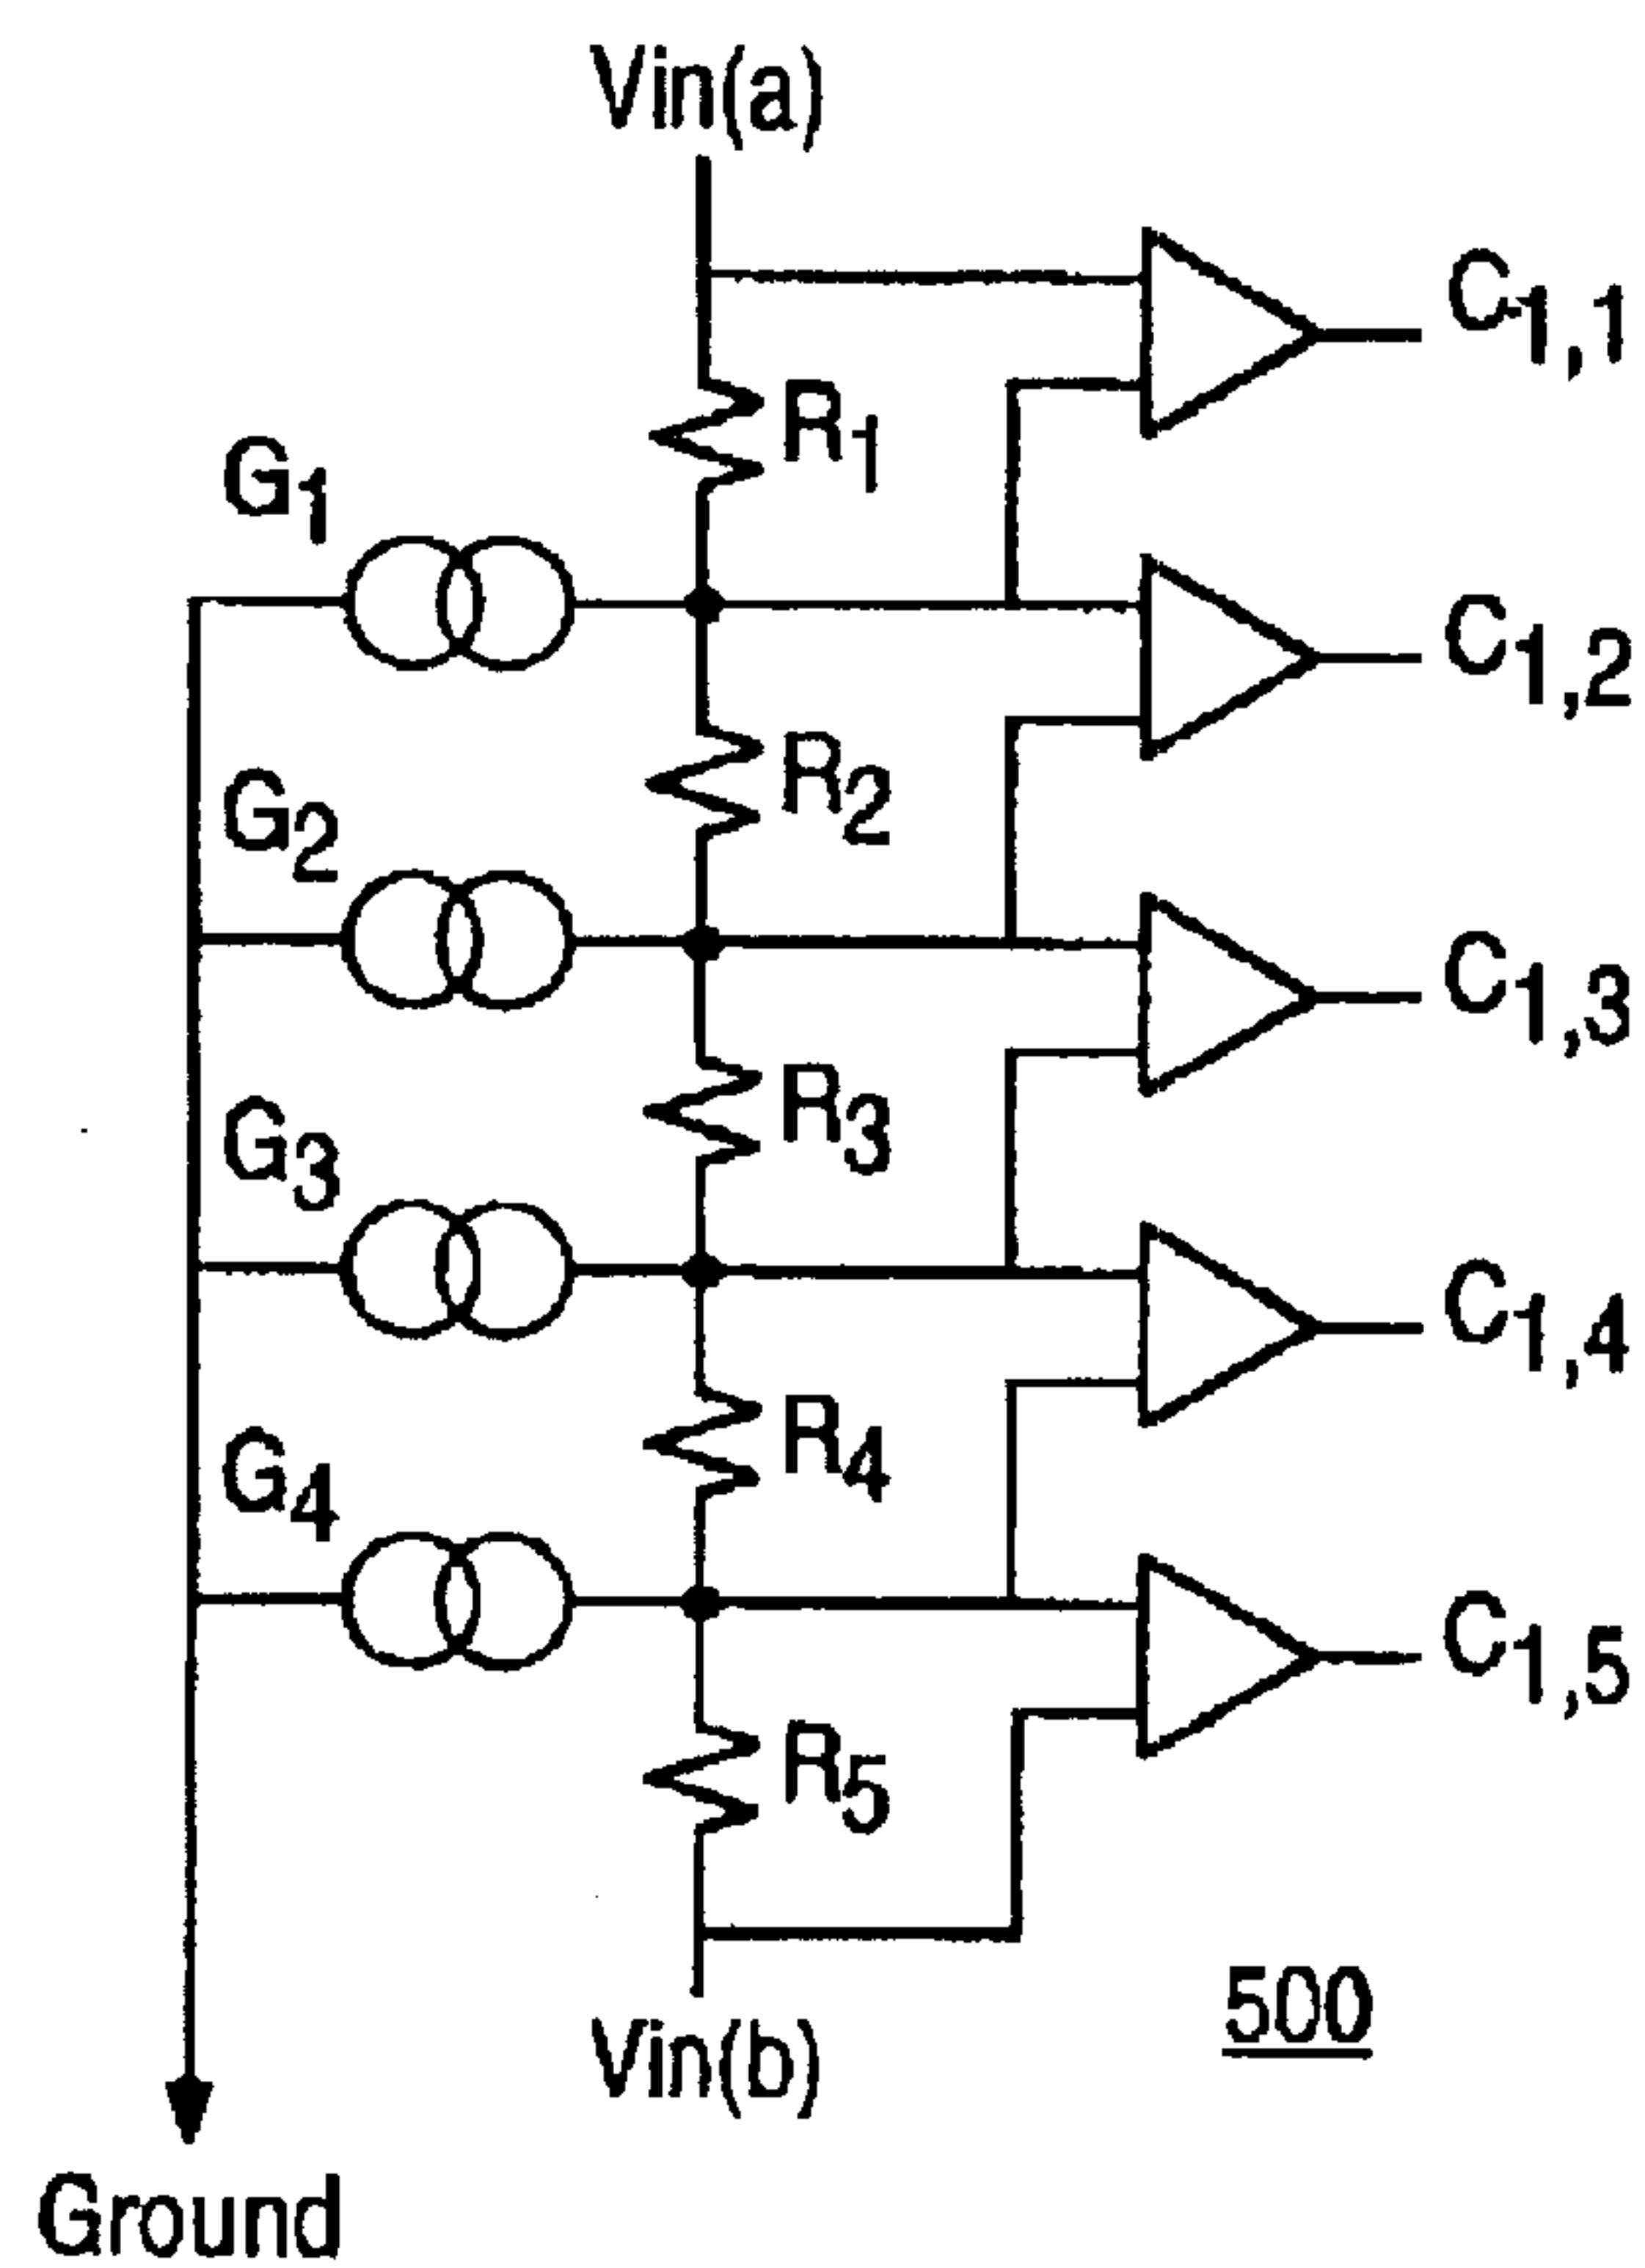 Vin(a)
C1,1
R1
G1
C1,2
R2
G2
C1,3
R3
G3
C1,4
R4
G4
C1,5
R5
500
Vin(b)
Ground